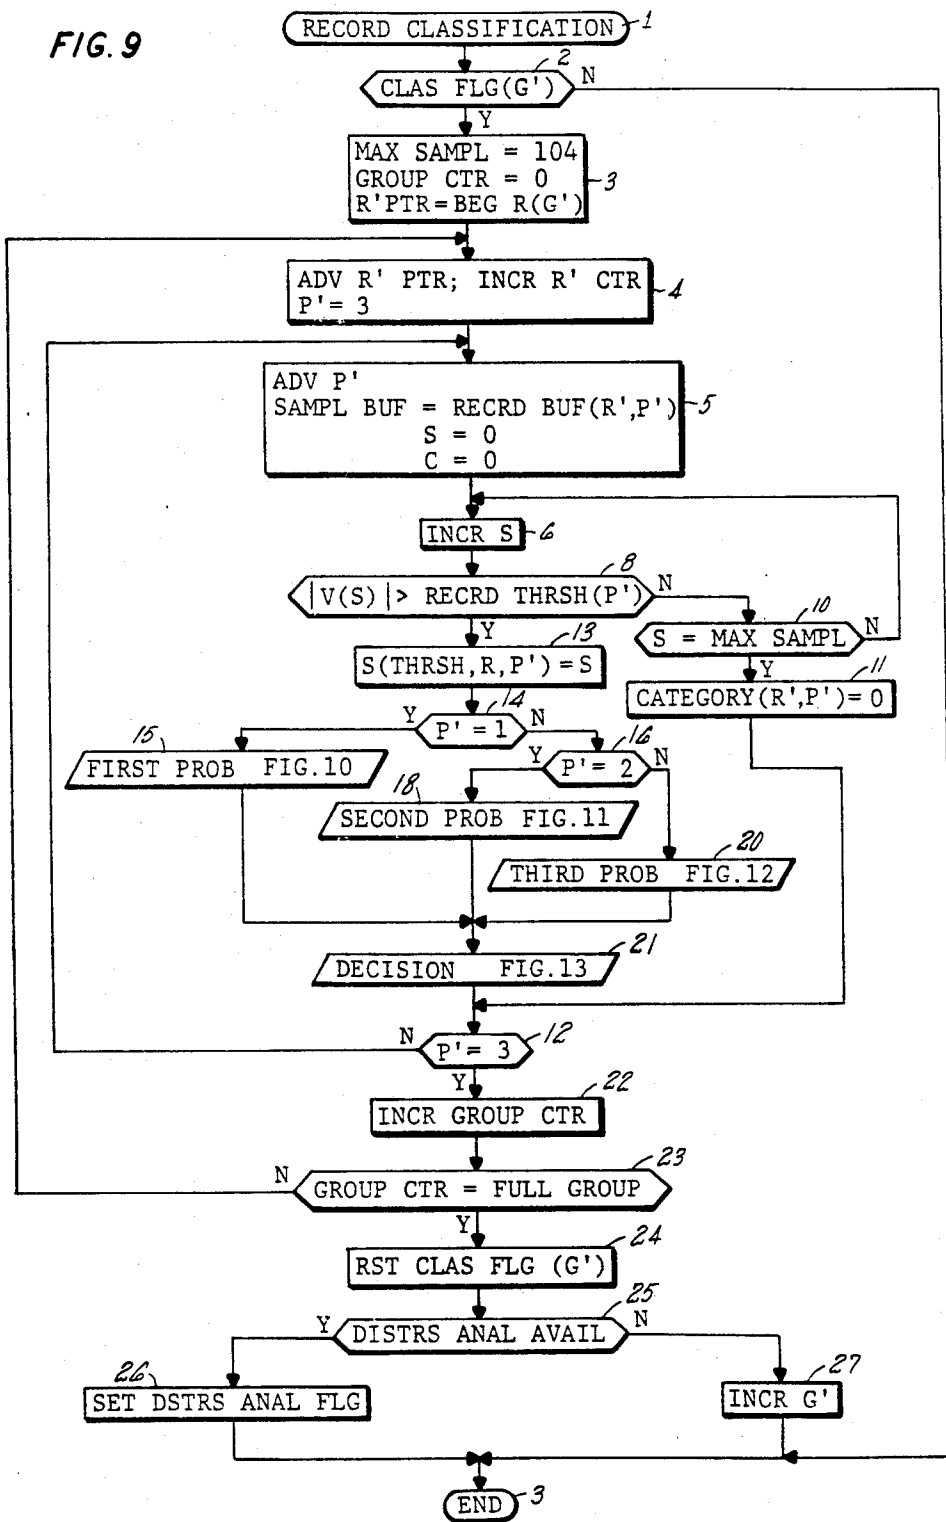 FIG. 9
RECORD CLASSIFICATION 1
2
CLAS FLG(G') N
Y
MAX SAMPL = 104
GROUP CTR = 0
R'PTR=BEG R(G')
3
ADV R' PTR; INCR R' CTR
P'= 3
4
ADV P'
SAMPL BUF = RECRD BUF(R',P')
S = 0
C = 0
5
INCR S 6
8
|V(S)|> RECRD THRSH(P') N
Y
10
S = MAX SAMPL N
Y
13
S(THRSH,R,P')=S
11
CATEGORY(R',P')=0
14
Y P'=1 N
15
FIRST PROB FIG.10
16
Y P'= 2 N
18
SECOND PROB FIG.11
20
THIRD PROB FIG.12
21
DECISION FIG.13
12
N P'= 3
Y
22
INCR GROUP CTR
23
N GROUP CTR = FULL GROUP
Y
24
RST CLAS FLG (G')
25
Y DISTRS ANAL AVAIL N
26
SET DSTRS ANAL FLG
27
INCR G'
END 3